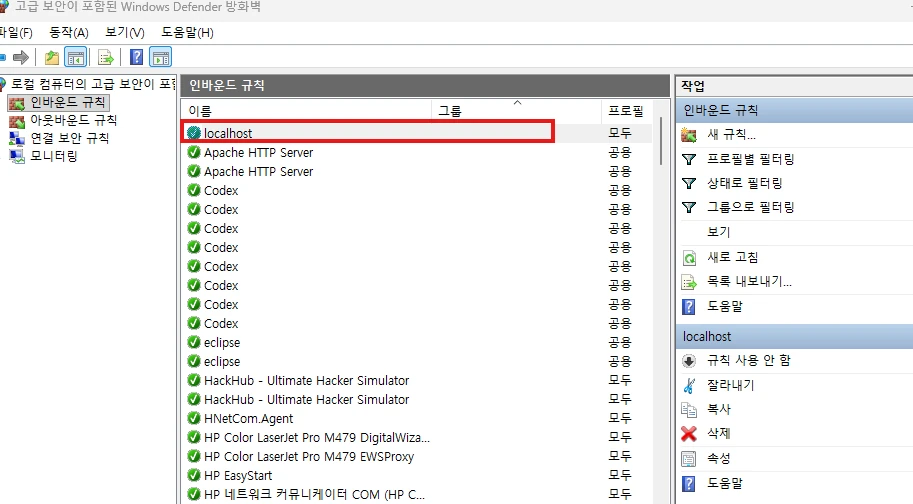 고급 보안이 포함된 Windows Defender 방화벽
파일(F) 동작(A) 보기(V) 도움말(H)
로컬 컴퓨터의 고급 보안이 포함
인바운드 규칙
아웃바운드 규칙
연결 보안 규칙
모니터링
인바운드 규칙
이름 그룹 프로필
localhost 모두
Apache HTTP Server 공용
Apache HTTP Server 공용
Codex 공용
Codex 공용
Codex 공용
Codex 공용
Codex 공용
Codex 공용
Codex 공용
Codex 공용
eclipse 공용
eclipse 공용
HackHub - Ultimate Hacker Simulator 모두
HackHub - Ultimate Hacker Simulator 모두
HNetCom.Agent 모두
HP Color LaserJet Pro M479 DigitalWiza... 모두
HP Color LaserJet Pro M479 EWSProxy 모두
HP EasyStart 모두
HP 네트워크 커뮤니케이터 COM (HP C... 모두
작업
인바운드 규칙
새 규칙...
프로필별 필터링
상태로 필터링
그룹으로 필터링
보기
새로 고침
목록 내보내기...
도움말
localhost
규칙 사용 안 함
잘라내기
복사
삭제
속성
도움말